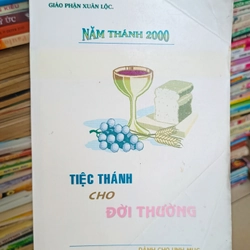 GIÁO PHẬN XUÂN LỘC.
NĂM THÁNH 2000
TIỆC THÁNH
CHO
ĐỜI THƯỜNG